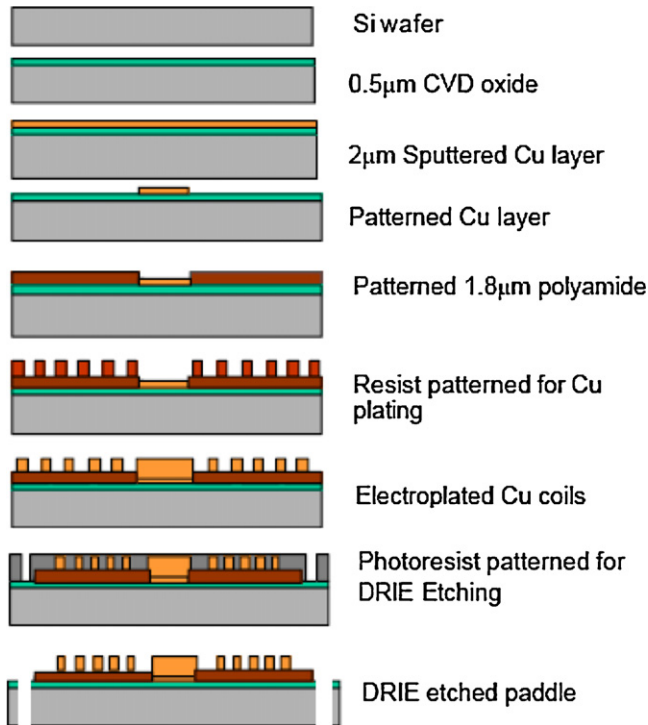 Si wafer
0.5μm CVD oxide
2μm Sputtered Cu layer
Patterned Cu layer
Patterned 1.8μm polyamide
Resist patterned for Cu
plating
Electroplated Cu coils
Photoresist patterned for
DRIE Etching
DRIE etched paddle